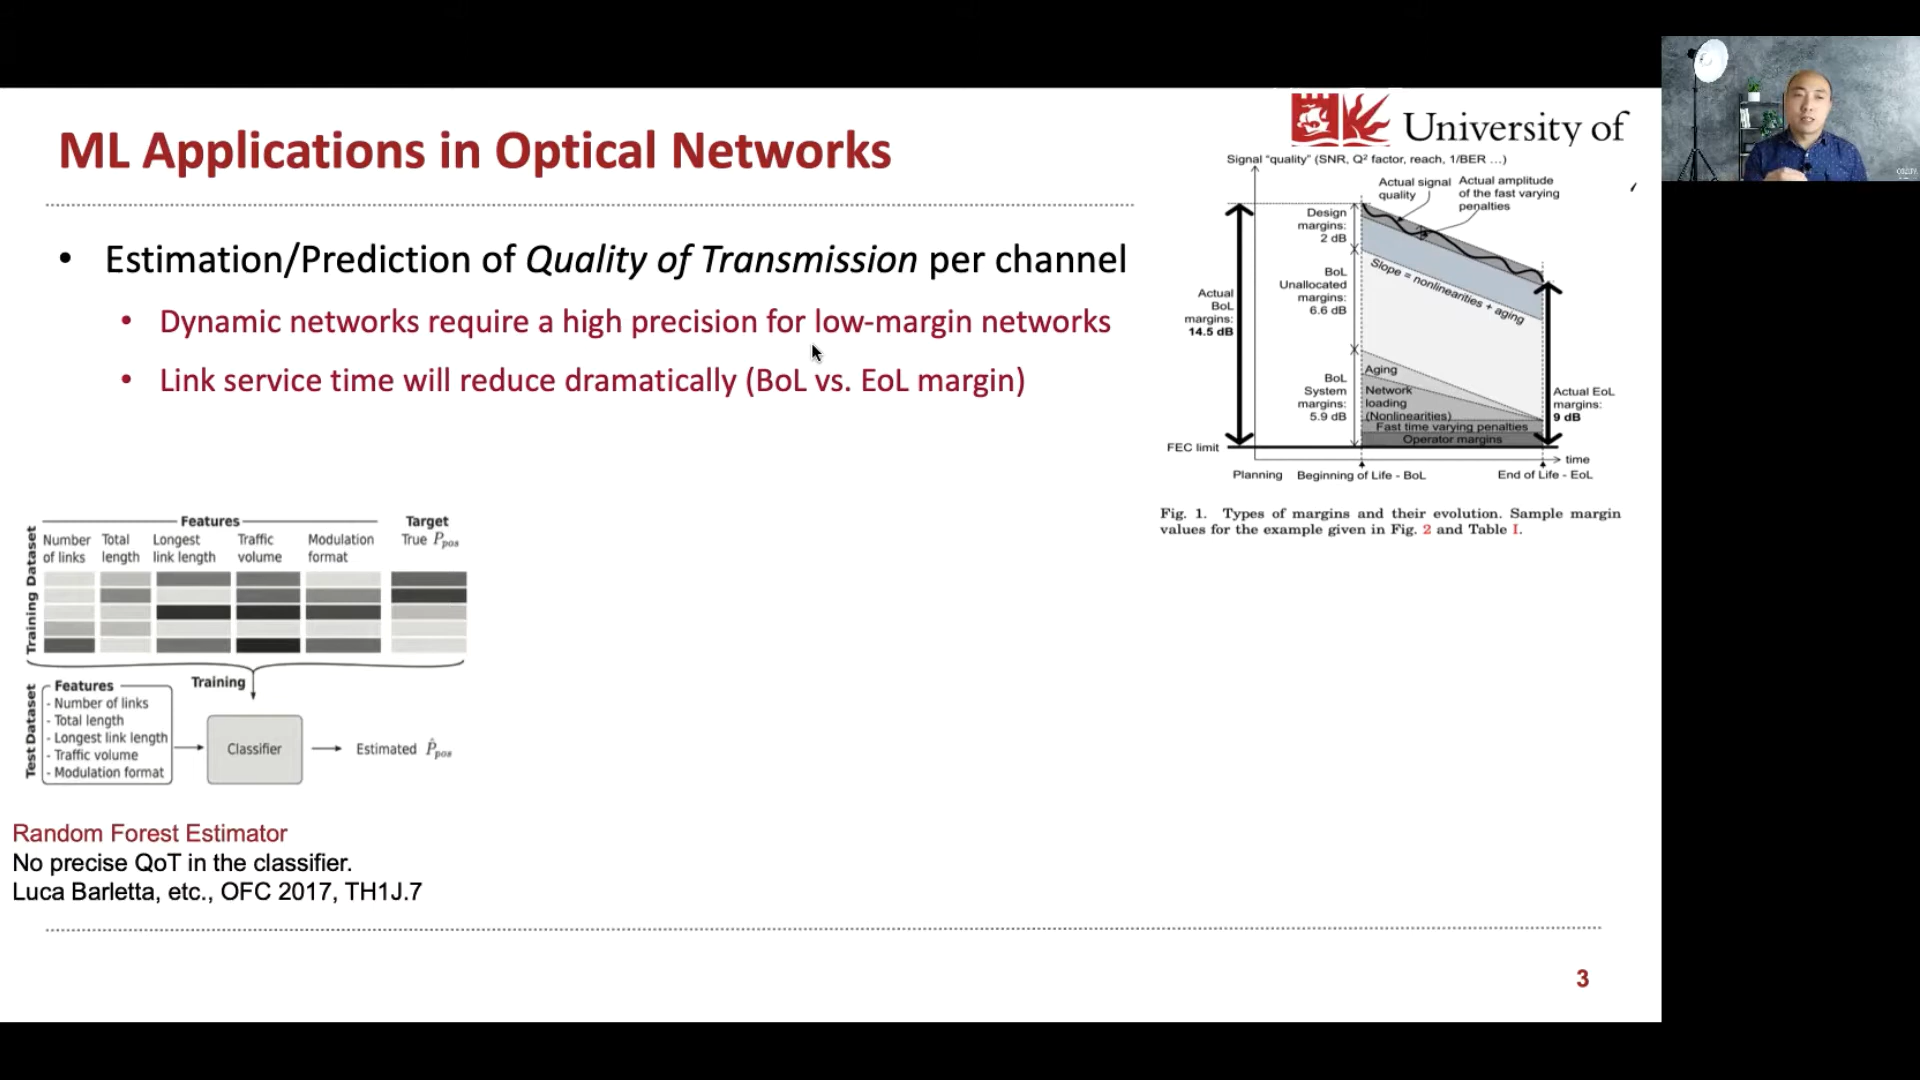 ML Applications in Optical Networks
University of
• Estimation/Prediction of Quality of Transmission per channel
• Dynamic networks require a high precision for low-margin networks
• Link service time will reduce dramatically (BoL vs. EoL margin)
Signal “quality” (SNR, Q² factor, reach, 1/BER ...)
Actual signal
quality
Actual amplitude
of the fast varying
penalties
Design
margins:
2 dB
BoL
Unallocated
margins:
6.6 dB
Slope = nonlinearities + aging
Actual
BoL
margins:
14.5 dB
BoL
System
margins:
5.9 dB
Aging
Network
loading
(Nonlinearities)
Fast time varying penalties
Operator margins
Actual EoL
margins:
9 dB
FEC limit
time
Planning
Beginning of Life - BoL
End of Life - EoL
Fig. 1. Types of margins and their evolution. Sample margin
values for the example given in Fig. 2 and Table I.
Training Dataset
Features
Target
Number
of links
Total
length
Longest
link length
Traffic
volume
Modulation
format
True Ppos
Training
Test Dataset
Features
- Number of links
- Total length
- Longest link length
- Traffic volume
- Modulation format
Classifier
Estimated P̂pos
Random Forest Estimator
No precise QoT in the classifier.
Luca Barletta, etc., OFC 2017, TH1J.7
3